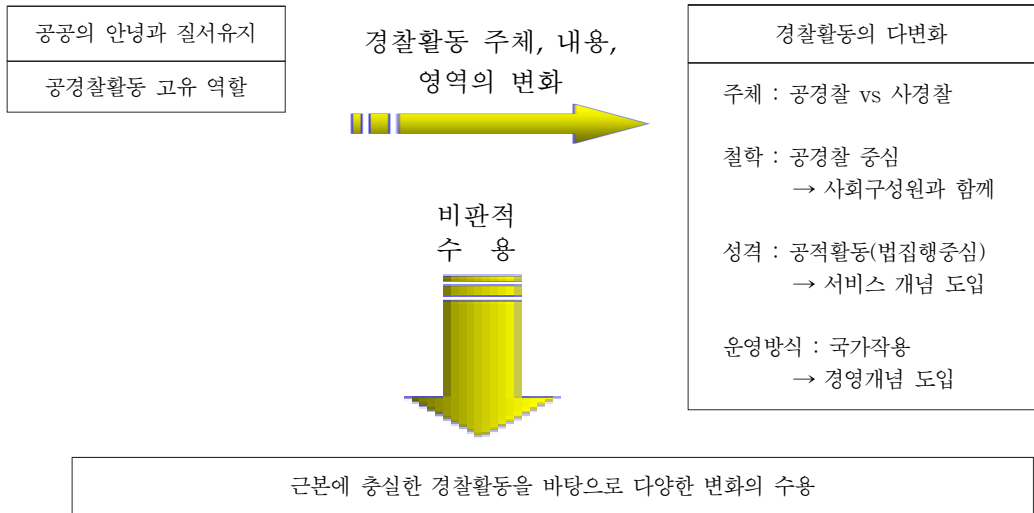 공공의 안녕과 질서유지
공경찰활동 고유 역할
경찰활동 주체, 내용,
영역의 변화
경찰활동의 다변화
주체 : 공경찰 vs 사경찰
철학 : 공경찰 중심
→ 사회구성원과 함께
성격 : 공적활동(법집행중심)
→ 서비스 개념 도입
운영방식 : 국가작용
→ 경영개념 도입
비판적
수 용
근본에 충실한 경찰활동을 바탕으로 다양한 변화의 수용